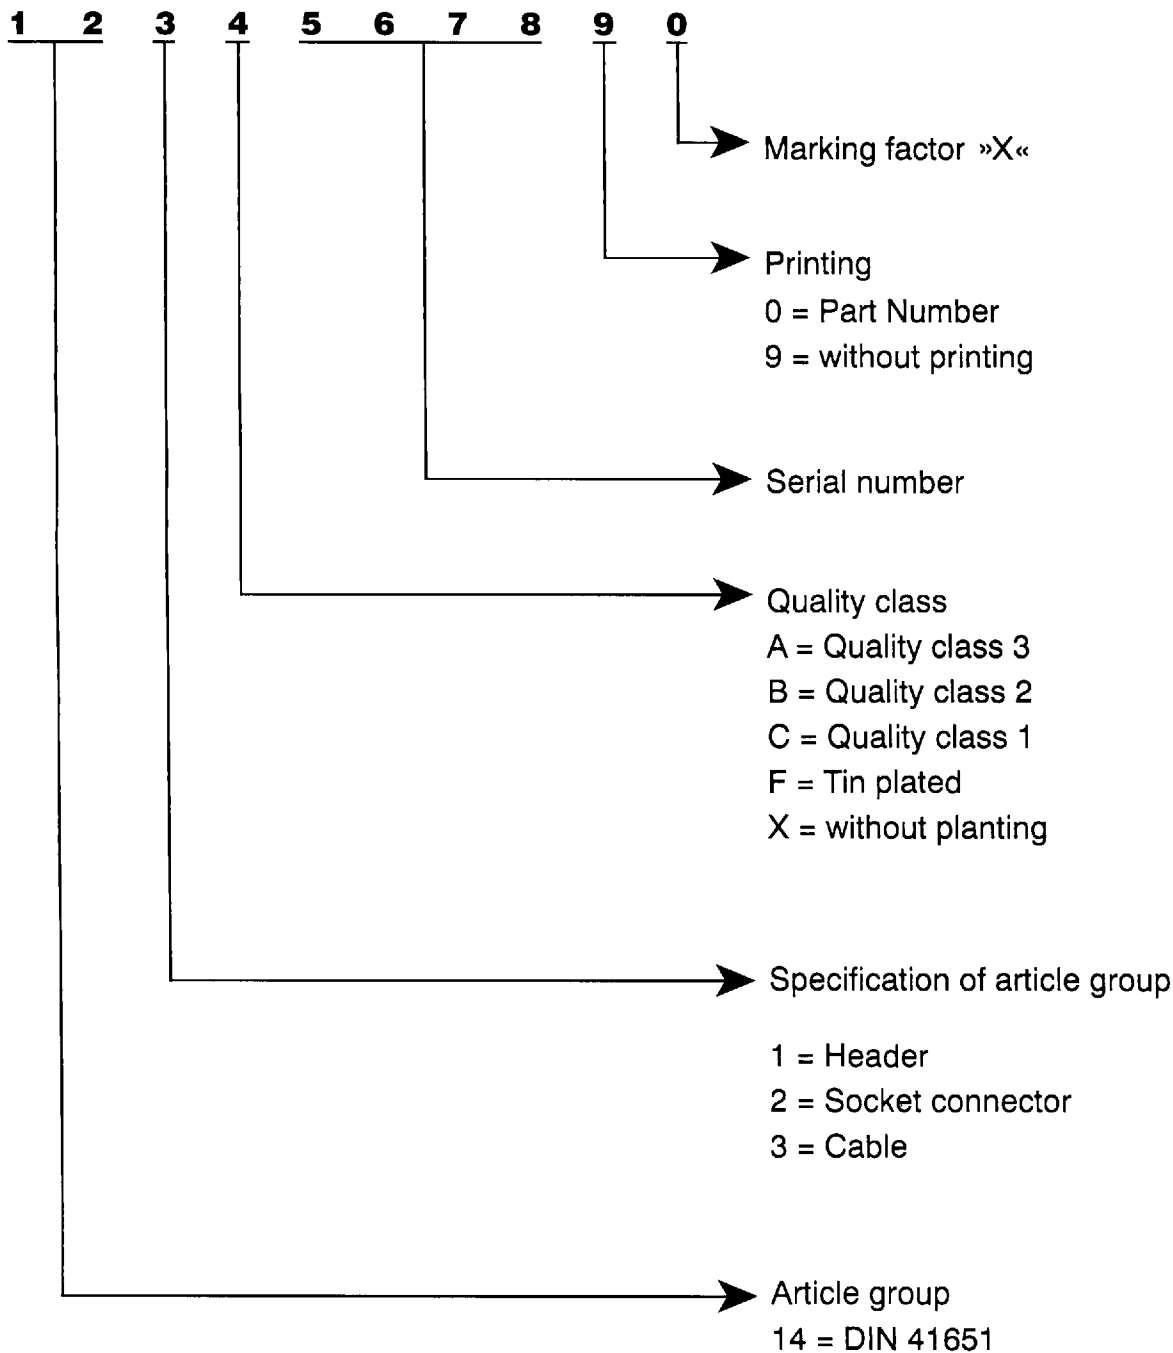 1 2 3 4 5 6 7 8 9 0
Marking factor »X«
Printing
0 = Part Number
9 = without printing
Serial number
Quality class
A = Quality class 3
B = Quality class 2
C = Quality class 1
F = Tin plated
X = without planting
Specification of article group
1 = Header
2 = Socket connector
3 = Cable
Article group
14 = DIN 41651